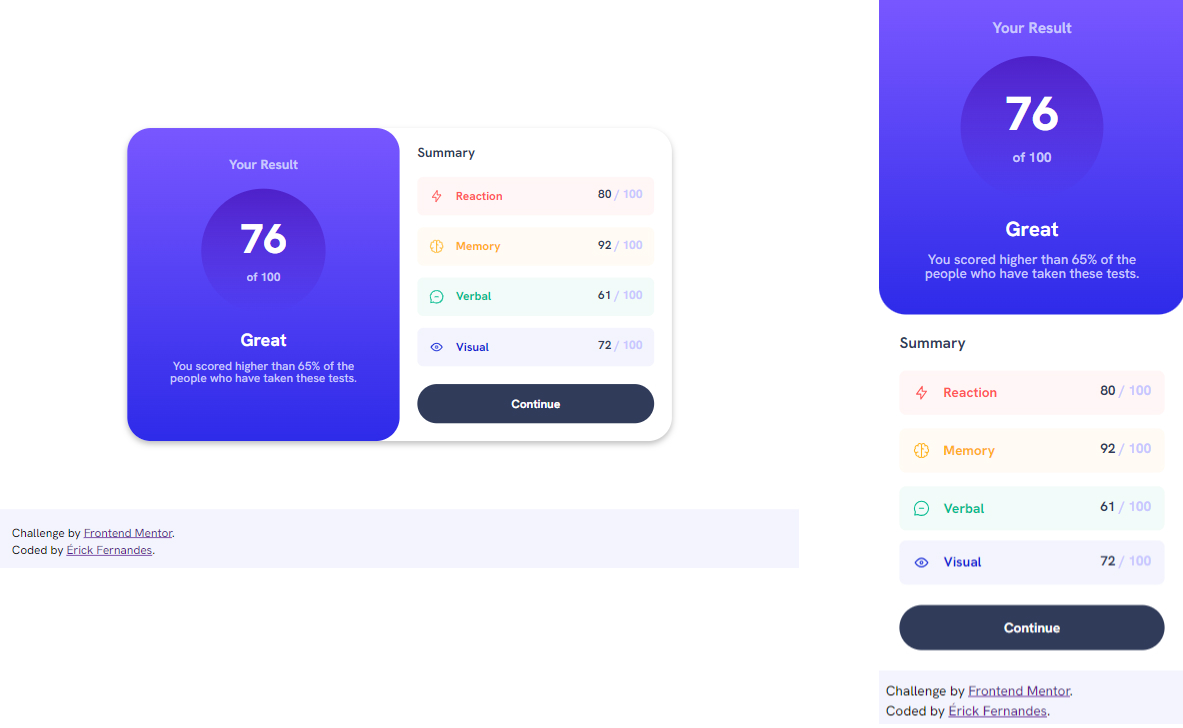 Your Result
76
of 100
Great
You scored higher than 65% of the
people who have taken these tests.
Summary
Reaction 80 / 100
Memory 92 / 100
Verbal 61 / 100
Visual 72 / 100
Continue
Challenge by Frontend Mentor.
Coded by Érick Fernandes.
Your Result
76
of 100
Great
You scored higher than 65% of the
people who have taken these tests.
Summary
Reaction 80 / 100
Memory 92 / 100
Verbal 61 / 100
Visual 72 / 100
Continue
Challenge by Frontend Mentor.
Coded by Érick Fernandes.